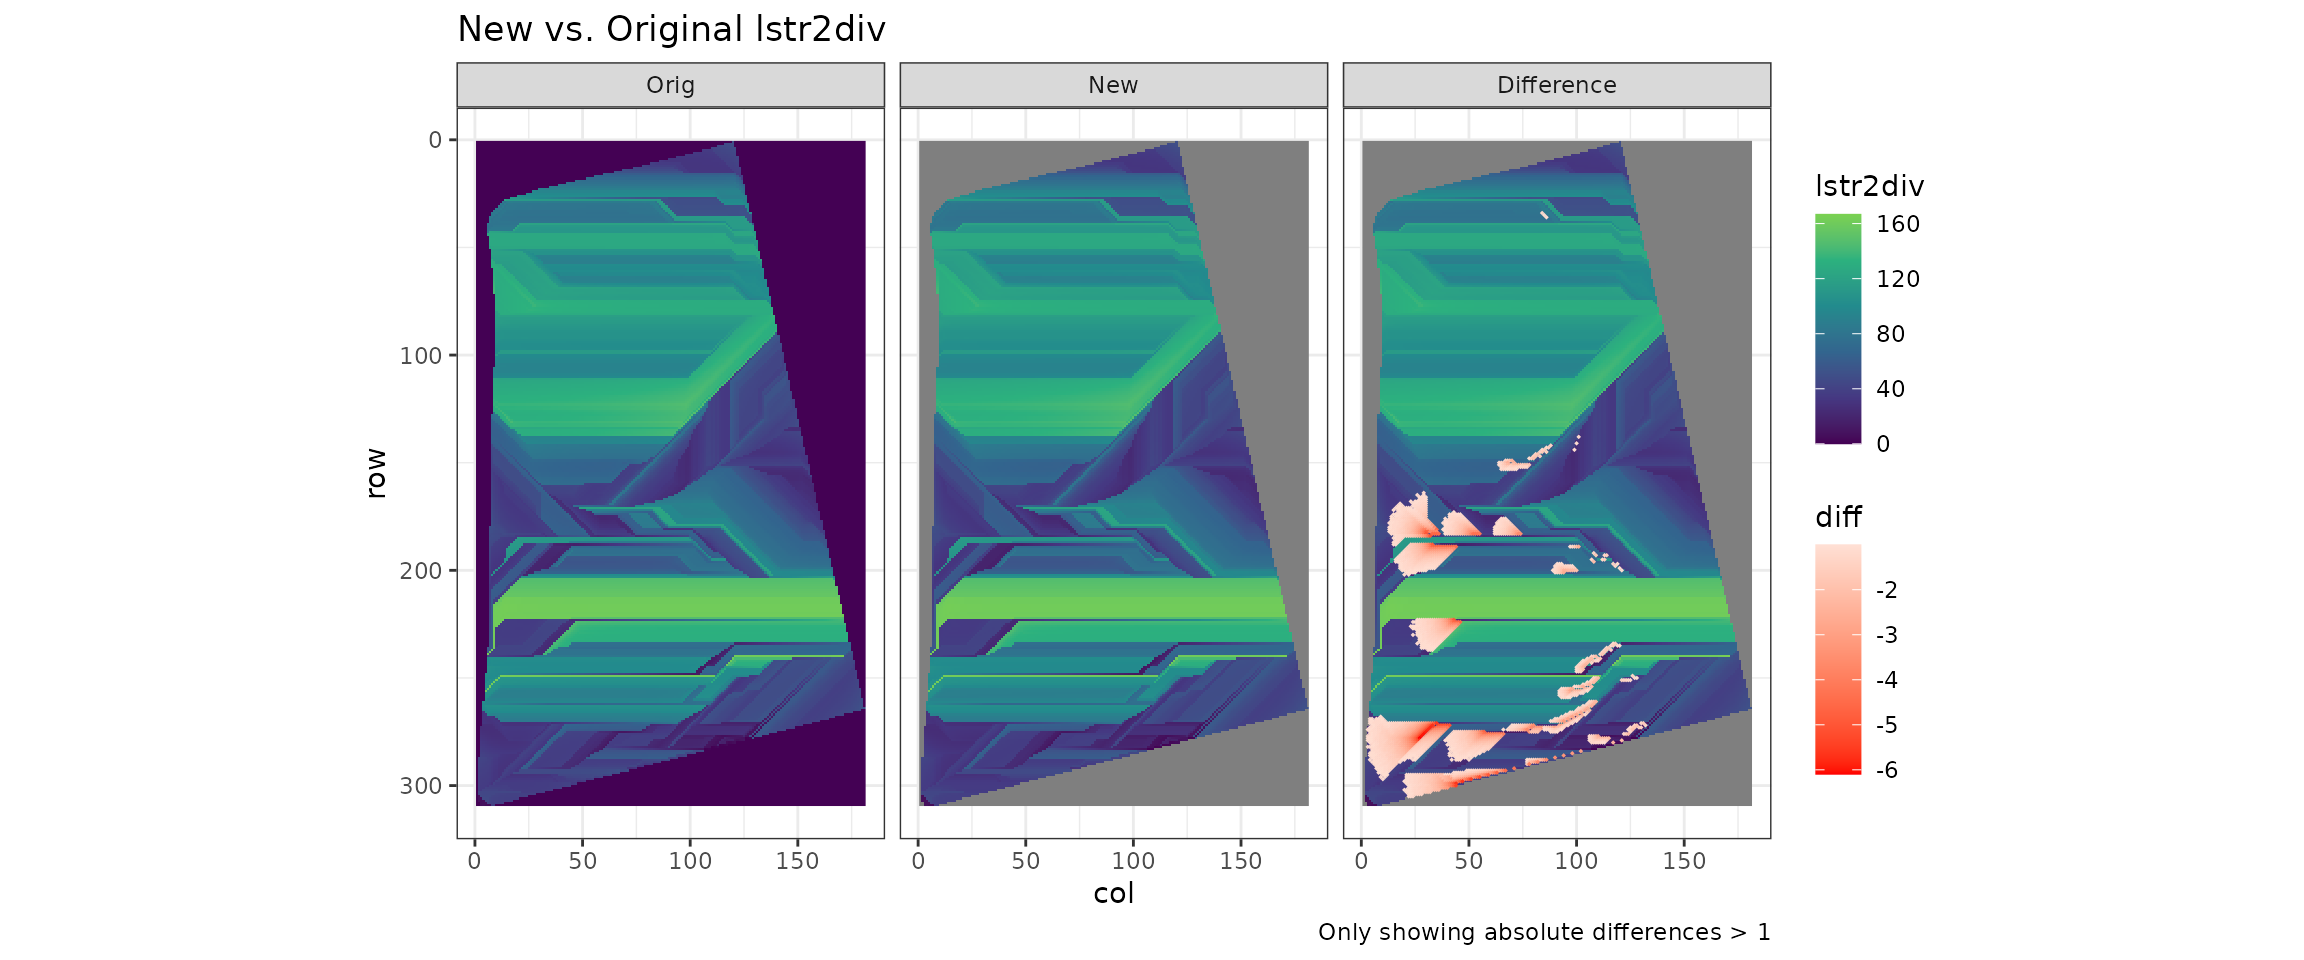 New vs. Original lstr2div
Orig
New
Difference
0
100
200
300
row
0 50 100 150
0 50 100 150
0 50 100 150
col
lstr2div
160
120
80
40
0
diff
-2
-3
-4
-5
-6
Only showing absolute differences > 1